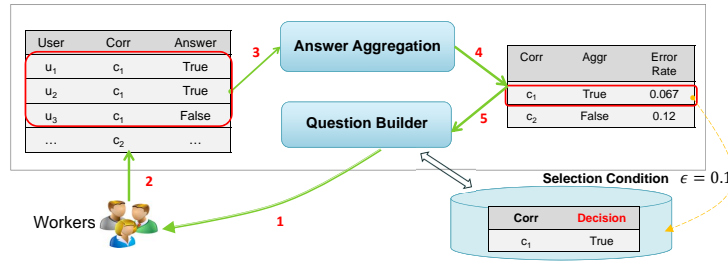 User Corr Answer
u1 c1 True
u2 c1 True
u3 c1 False
... c2 ...
3
Answer Aggregation
4
Corr Aggr Error
Rate
c1 True 0.067
c2 False 0.12
5
Question Builder
2
1
Workers
Selection Condition ϵ = 0.1
Corr Decision
c1 True